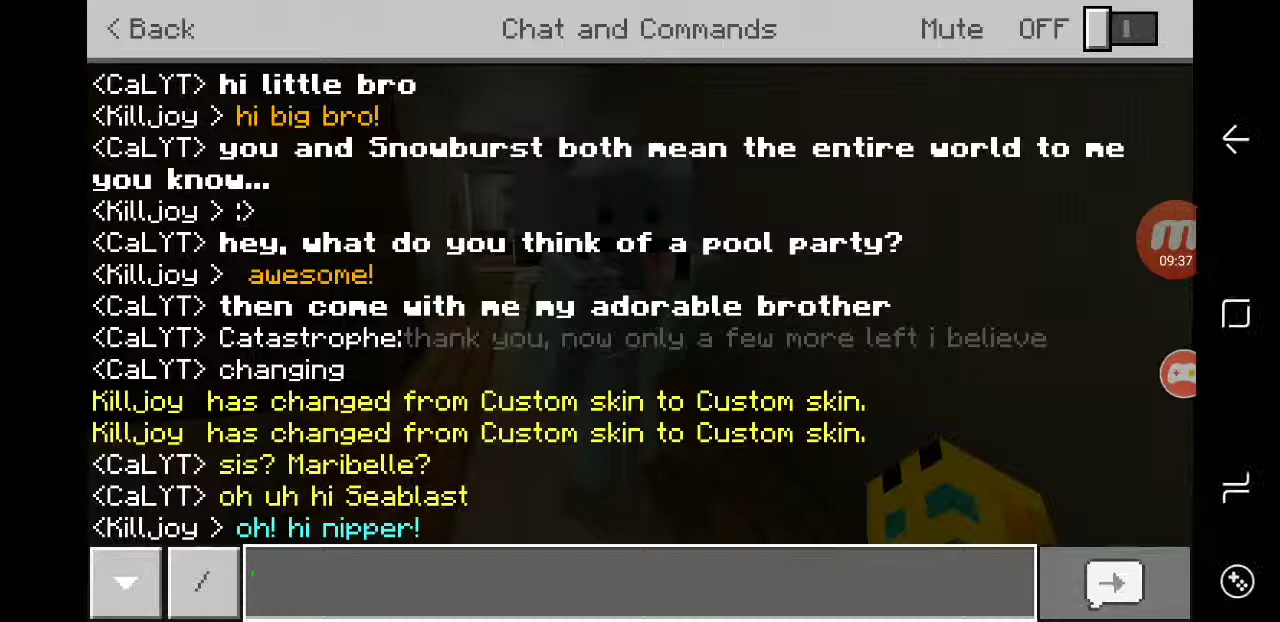 < Back
Chat and Commands
Mute OFF
<CaLYT> hi little bro
<Killjoy > hi big bro!
<CaLYT> you and Snowburst both mean the entire world to me
you know...
<Killjoy > :>
<CaLYT> hey, what do you think of a pool party?
<Killjoy >  awesome!
<CaLYT> then come with me my adorable brother
<CaLYT> Catastrophe:thank you, now only a few more left i believe
<CaLYT> changing
Killjoy  has changed from Custom skin to Custom skin.
Killjoy  has changed from Custom skin to Custom skin.
<CaLYT> sis? Maribelle?
<CaLYT> oh uh hi Seablast
<Killjoy > oh! hi nipper!
/
09:37